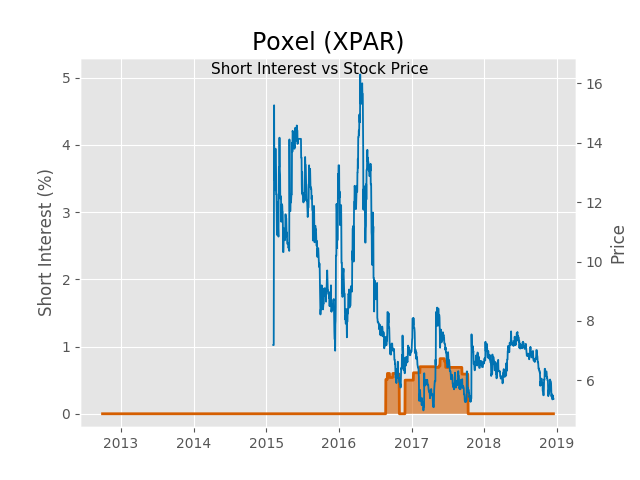 Poxel (XPAR)
Short Interest vs Stock Price
Short Interest (%)
5
4
3
2
1
0
16
14
12
10
8
6
Price
2013 2014 2015 2016 2017 2018 2019